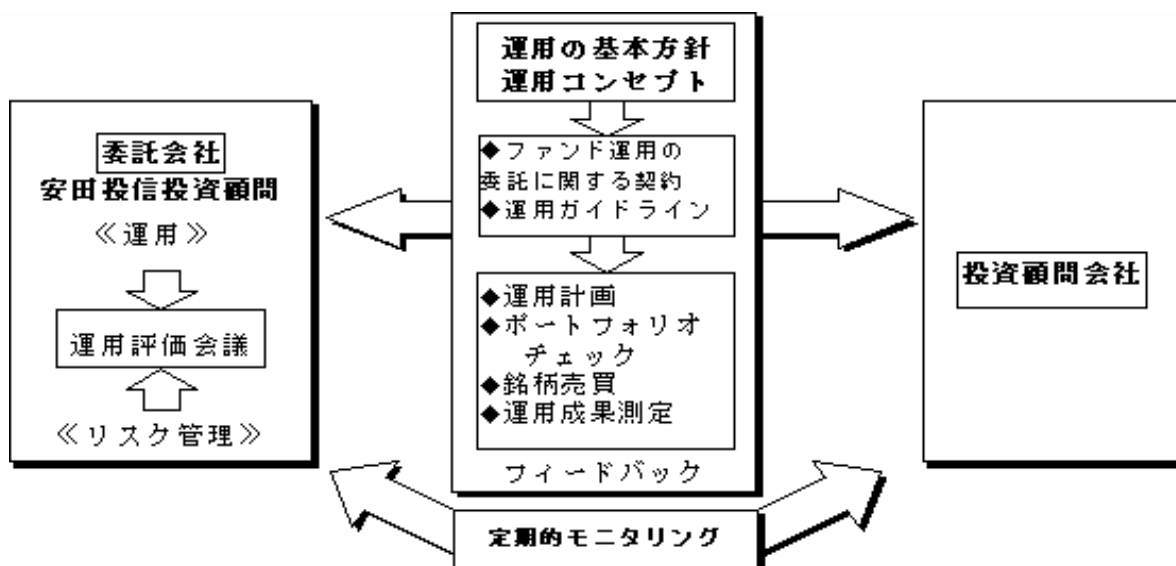 委託会社
安田投信投資顧問
≪運用≫
運用評価会議
≪リスク管理≫
運用の基本方針
運用コンセプト
◆ファンド運用の
委託に関する契約
◆運用ガイドライン
◆運用計画
◆ポートフォリオ
チェック
◆銘柄売買
◆運用成果測定
フィードバック
定期的モニタリング
投資顧問会社